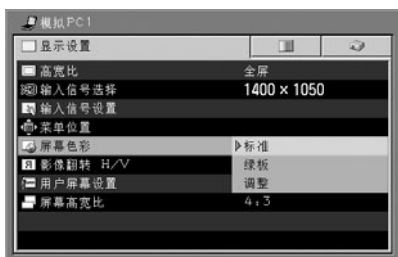 模拟PC1
显示设置
高宽比 全屏
输入信号选择 1400 × 1050
输入信号设置
菜单位置
屏幕色彩 标准
绿板
影像翻转 H/V 调整
用户屏幕设置
屏幕高宽比 4:3